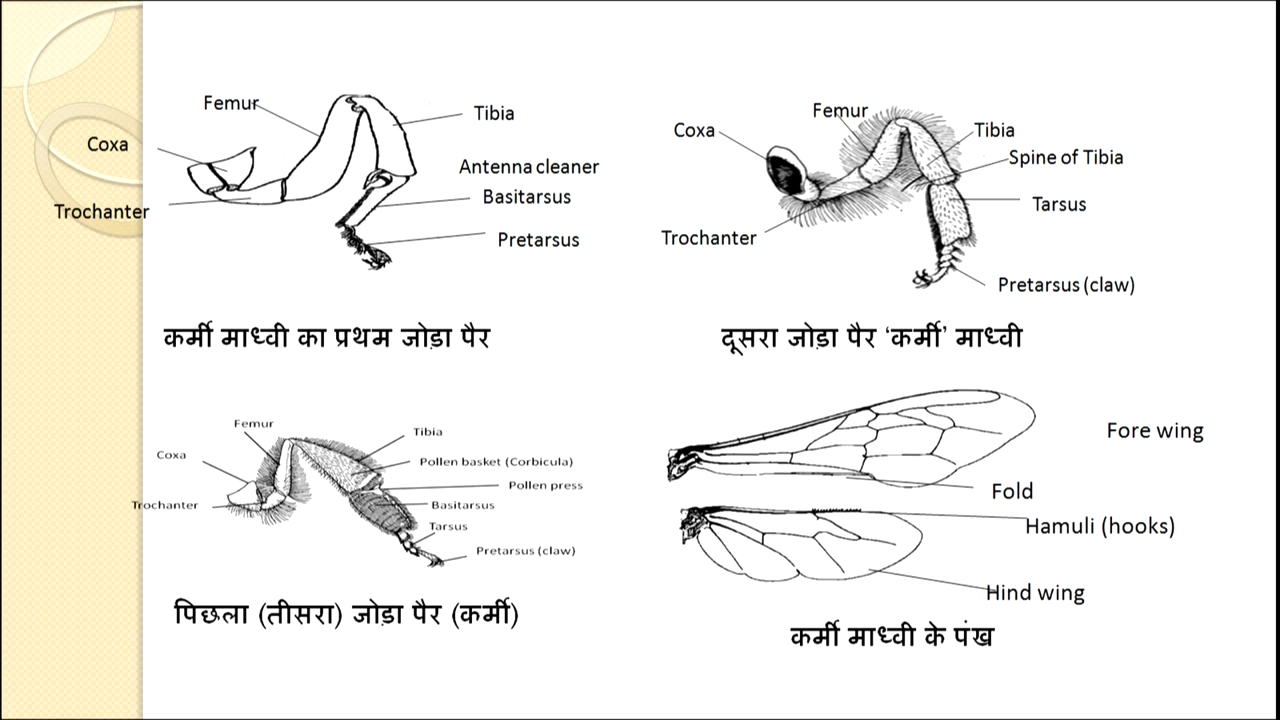 Femur
Tibia
Coxa
Antenna cleaner
Basitarsus
Trochanter
Pretarsus
कर्मी माध्वी का प्रथम जोड़ा पैर
Femur
Coxa
Tibia
Spine of Tibia
Tarsus
Trochanter
Pretarsus (claw)
दूसरा जोड़ा पैर ‘कर्मी’ माध्वी
Femur
Tibia
Coxa
Pollen basket (Corbicula)
Pollen press
Trochanter
Basitarsus
Tarsus
Pretarsus (claw)
पिछला (तीसरा) जोड़ा पैर (कर्मी)
Fore wing
Fold
Hamuli (hooks)
Hind wing
कर्मी माध्वी के पंख